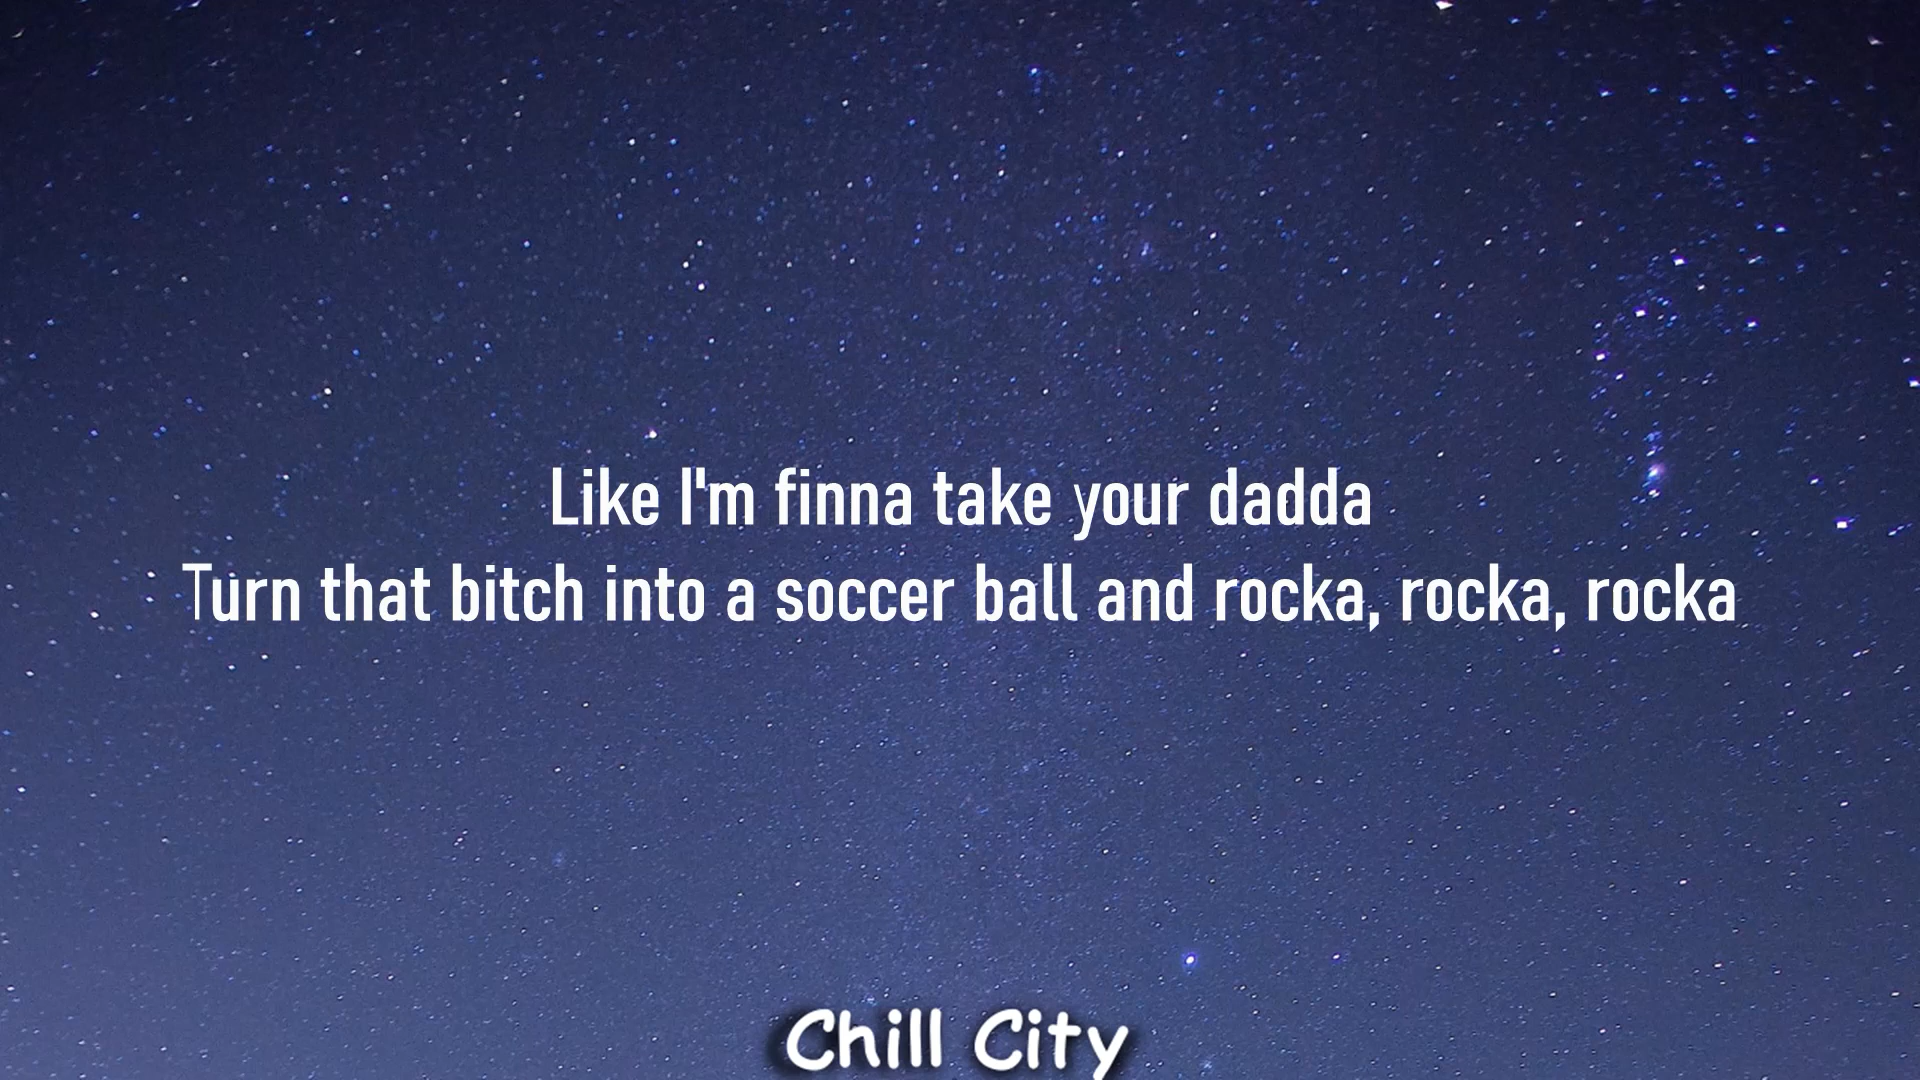 Like I'm finna take your dadda
Turn that bitch into a soccer ball and rocka, rocka, rocka
Chill City